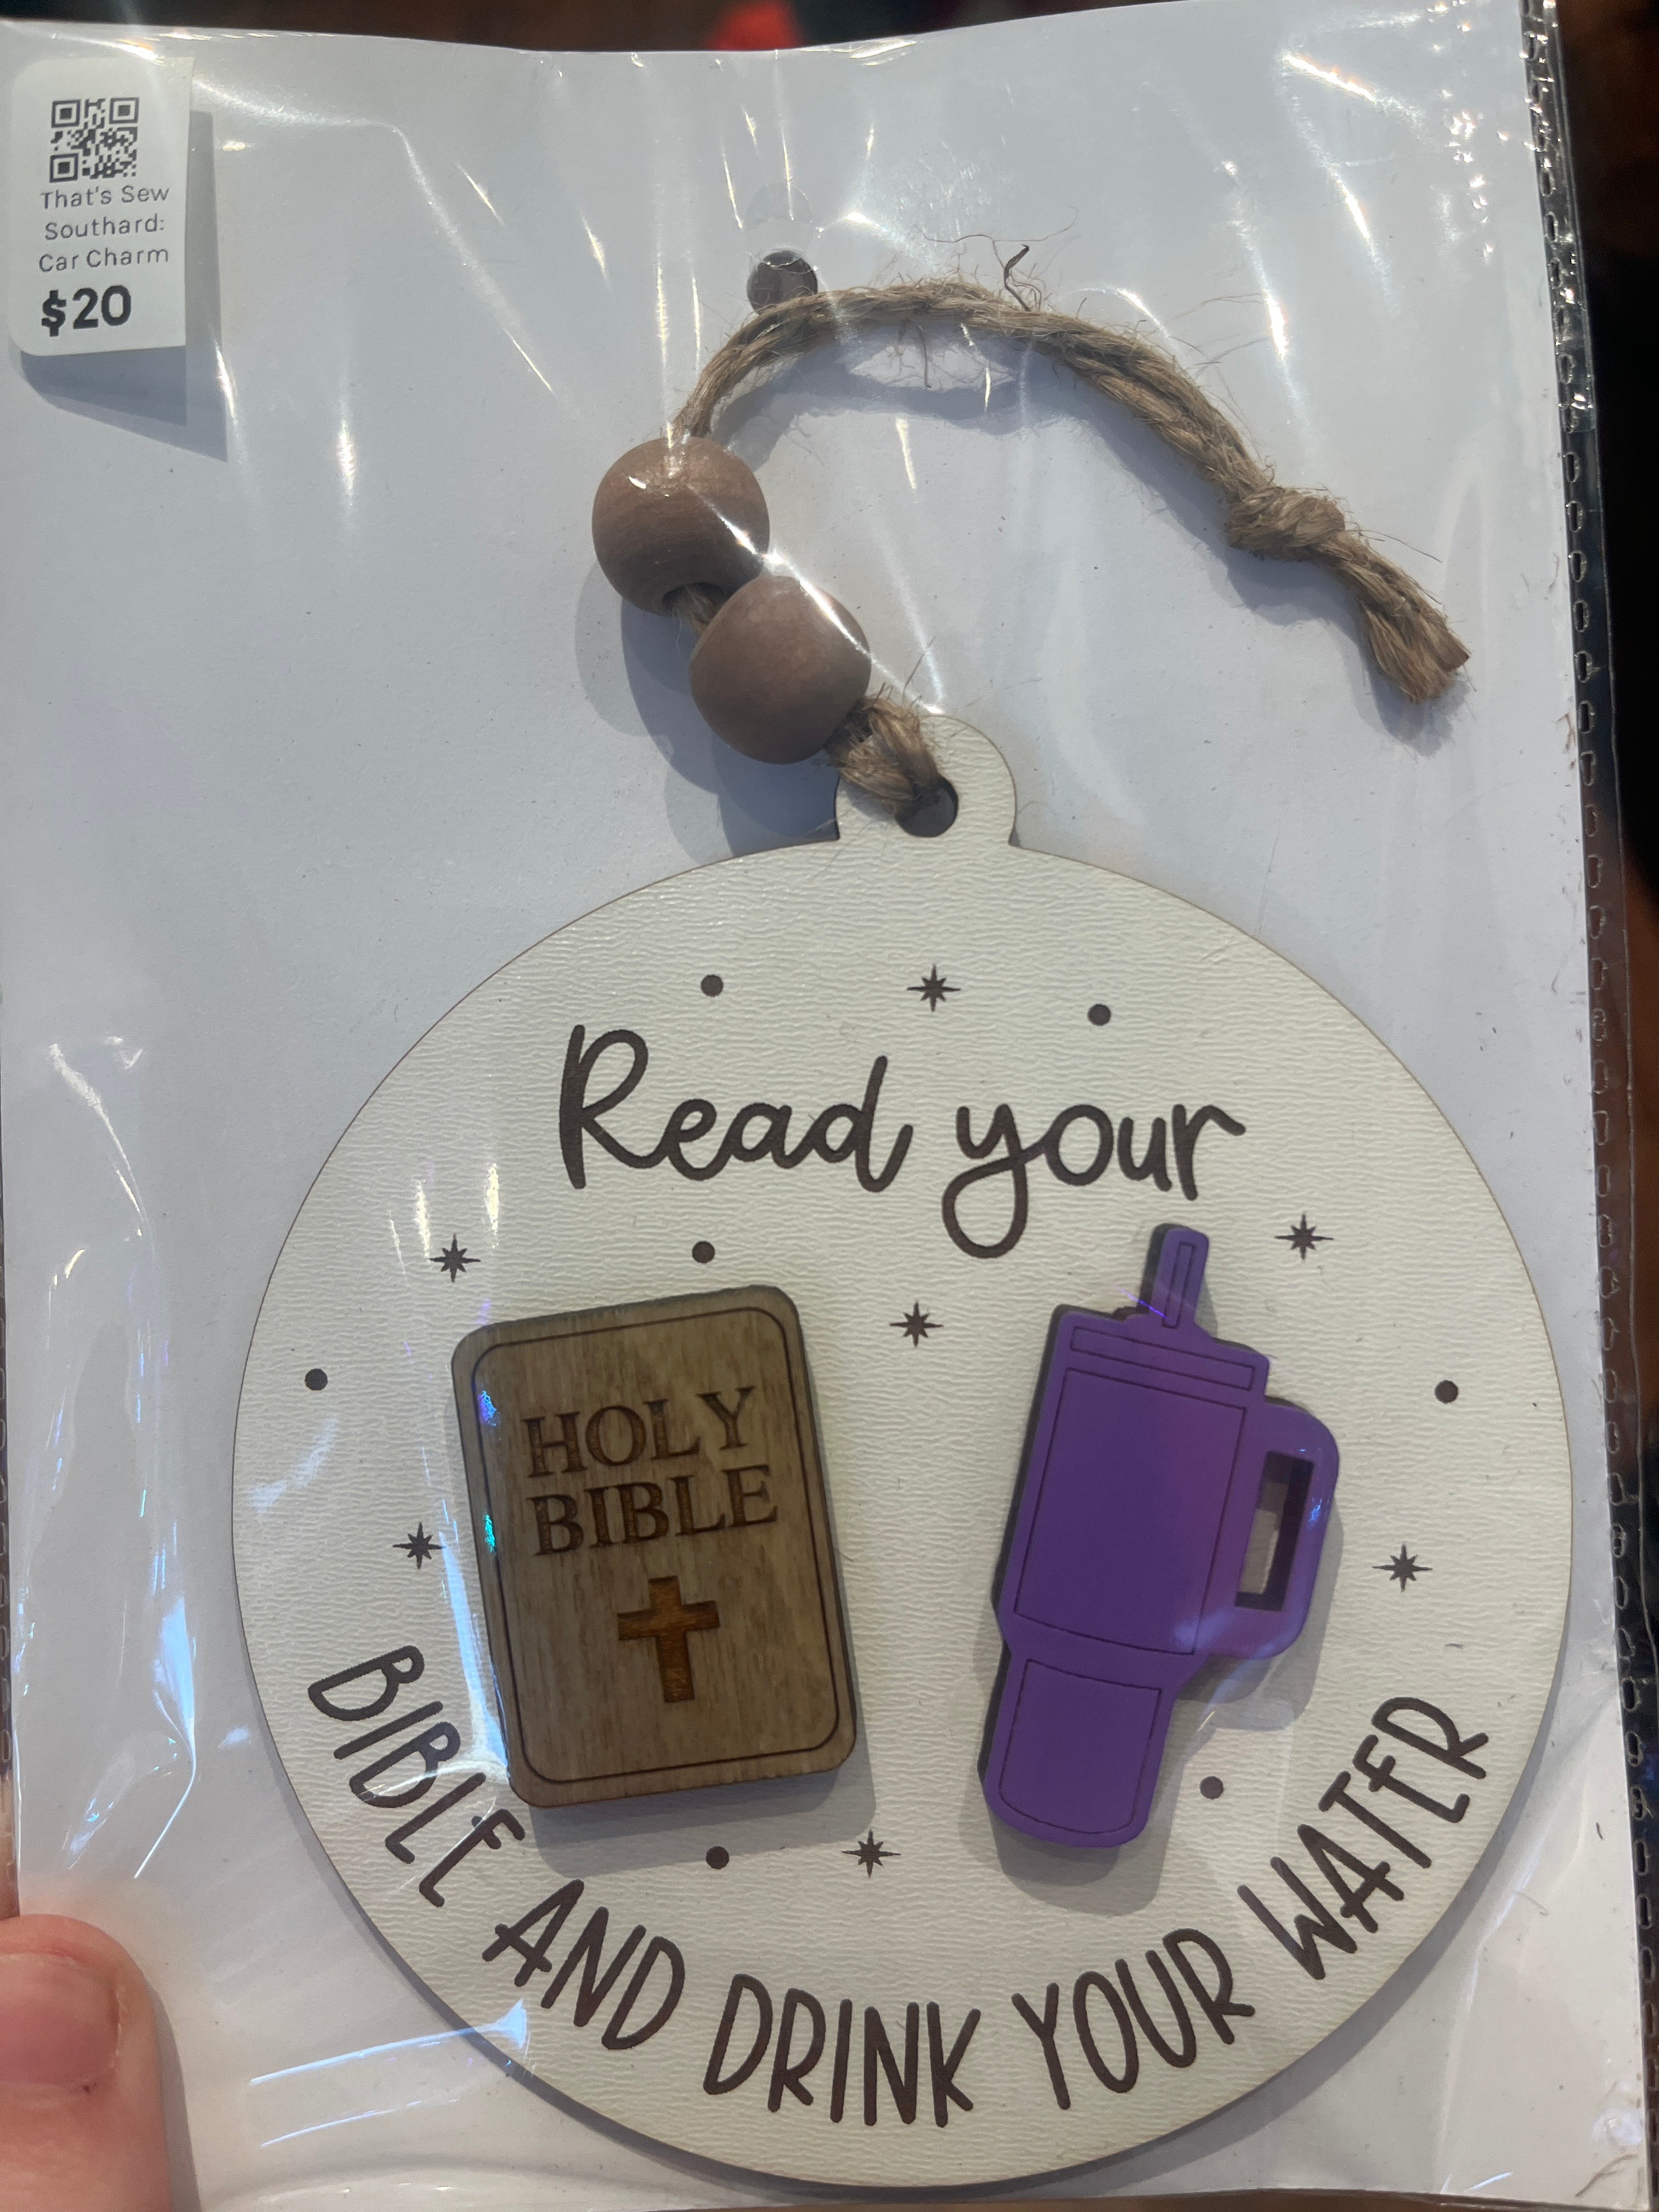 That's Sew
Southard:
Car Charm
$20
Read your
HOLY
BIBLE
BIBLE AND DRINK YOUR WATER